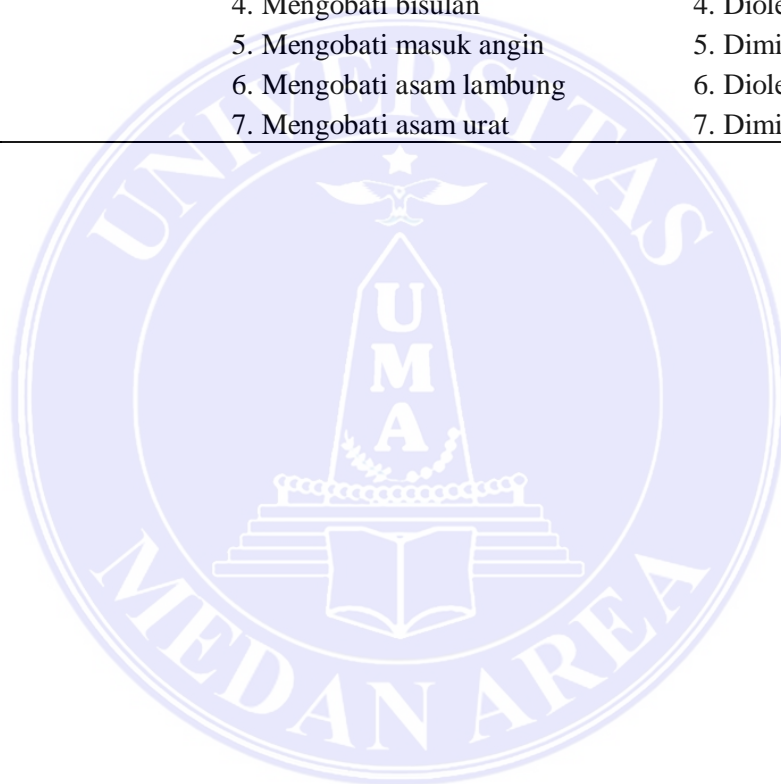 4. Mengobati bisulan 4. Diole
5. Mengobati masuk angin 5. Dimi
6. Mengobati asam lambung 6. Diole
7. Mengobati asam urat 7. Dimi
UNIVERSITAS
U
M
A
MEDAN AREA